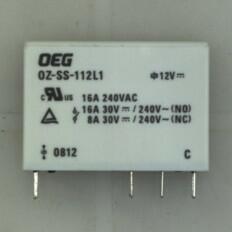 OEG
OZ-SS-112L1
12V⎓
16A 240VAC
16A 30V⎓/240V~(NO)
8A 30V⎓/240V~(NC)
0812
C